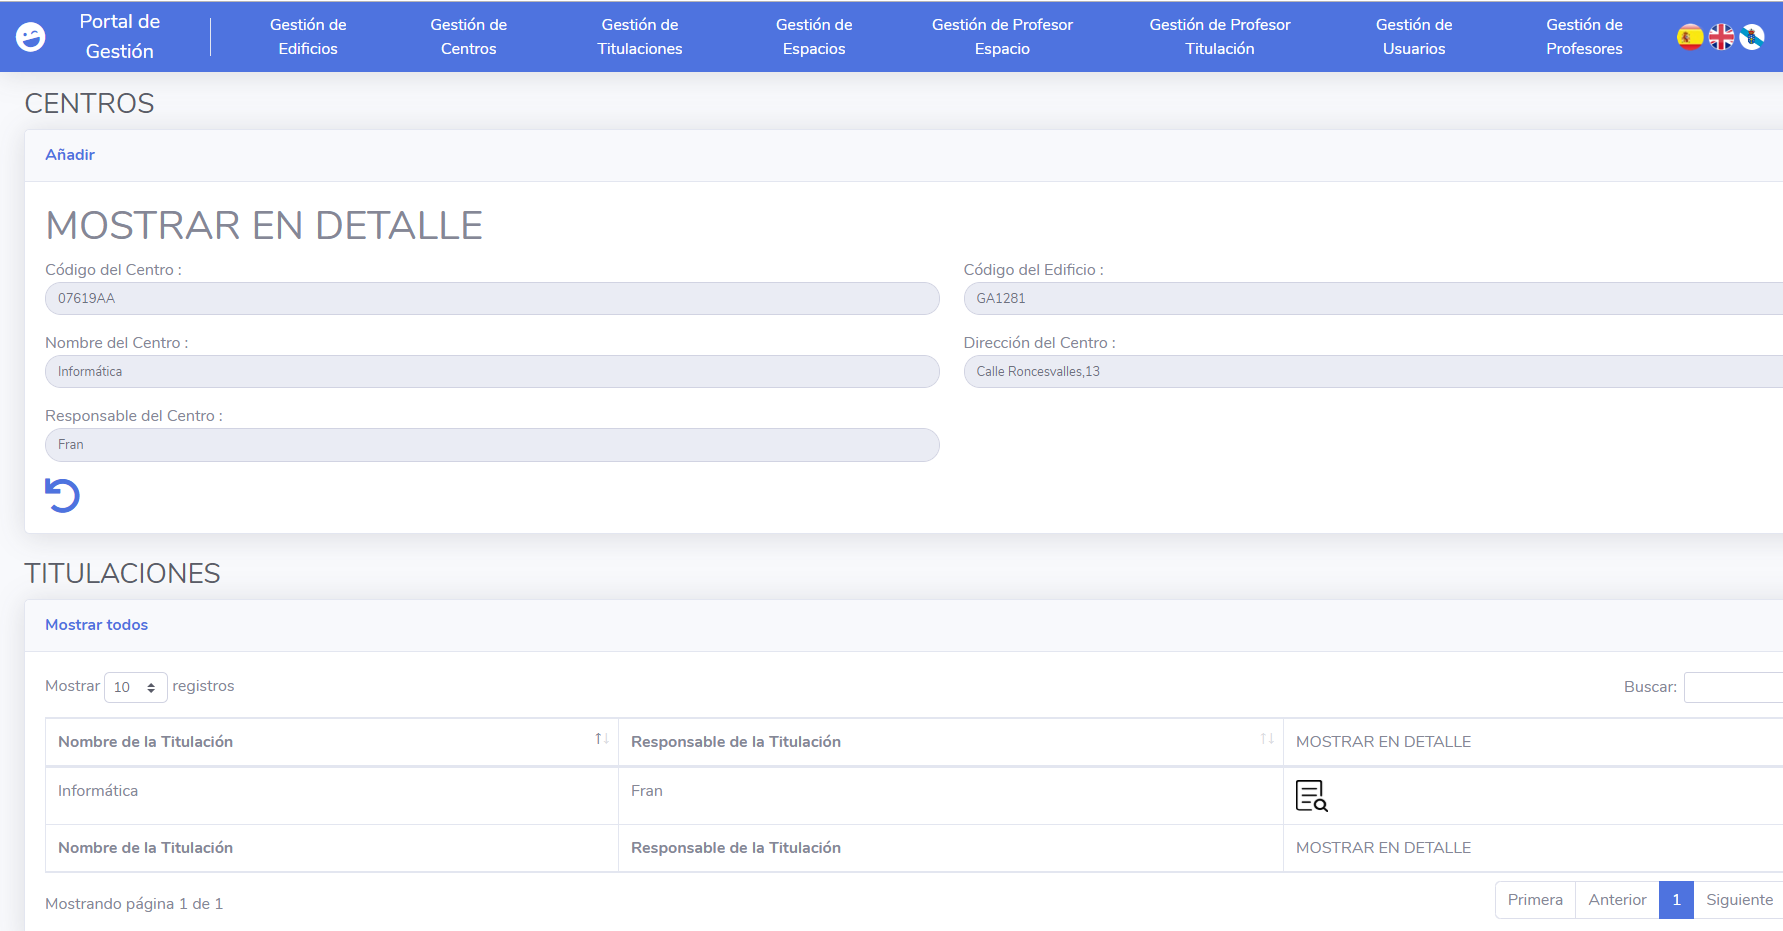 Portal de
Gestión
Gestión de
Edificios
Gestión de
Centros
Gestión de
Titulaciones
Gestión de
Espacios
Gestión de Profesor
Espacio
Gestión de Profesor
Titulación
Gestión de
Usuarios
Gestión de
Profesores
CENTROS
Añadir
MOSTRAR EN DETALLE
Código del Centro :
07619AA
Código del Edificio :
GA1281
Nombre del Centro :
Informática
Dirección del Centro :
Calle Roncesvalles,13
Responsable del Centro :
Fran
TITULACIONES
Mostrar todos
Mostrar 10 registros
Buscar:
Nombre de la Titulación
Responsable de la Titulación
MOSTRAR EN DETALLE
Informática
Fran
Nombre de la Titulación
Responsable de la Titulación
MOSTRAR EN DETALLE
Mostrando página 1 de 1
Primera
Anterior
1
Siguiente